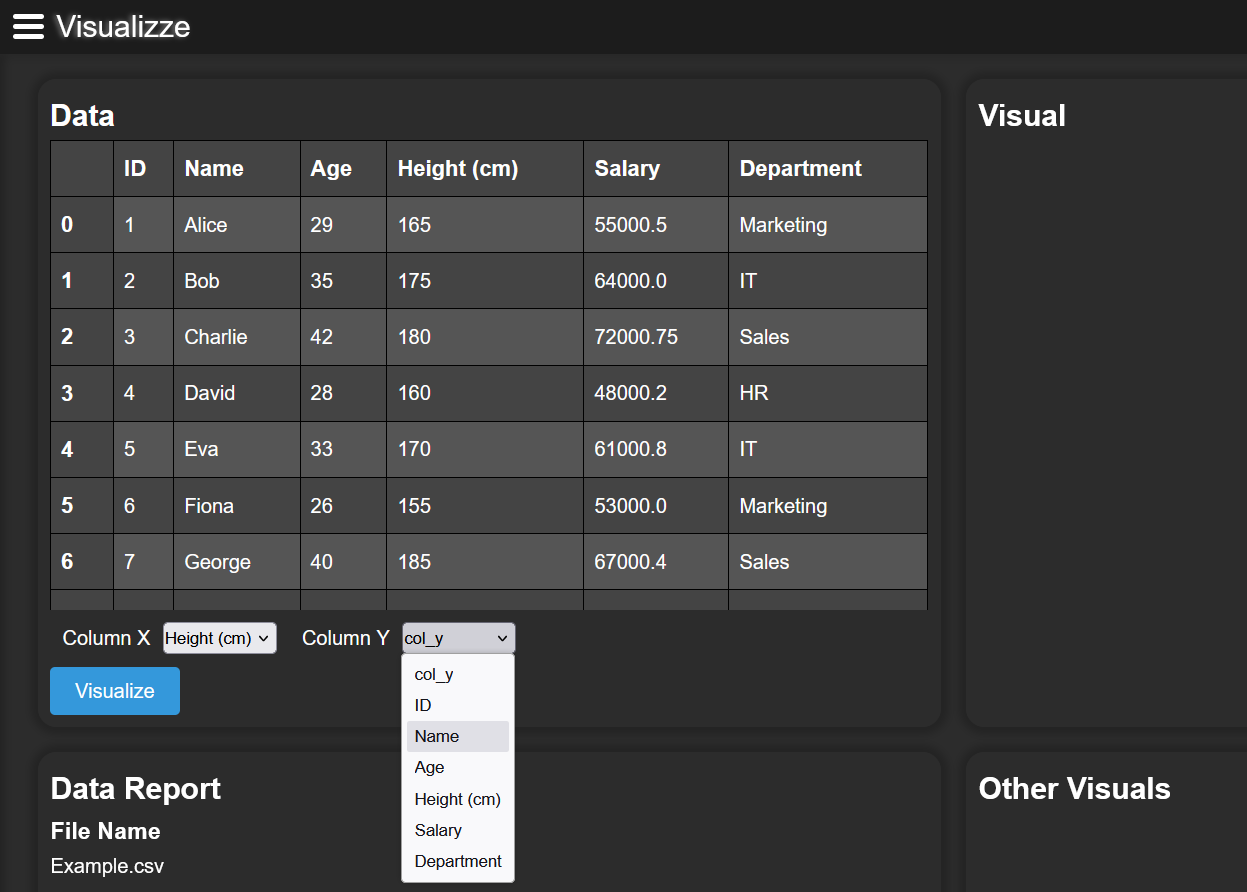 Visualizze
Data
Visual
ID Name Age Height (cm) Salary Department
0 1 Alice 29 165 55000.5 Marketing
1 2 Bob 35 175 64000.0 IT
2 3 Charlie 42 180 72000.75 Sales
3 4 David 28 160 48000.2 HR
4 5 Eva 33 170 61000.8 IT
5 6 Fiona 26 155 53000.0 Marketing
6 7 George 40 185 67000.4 Sales
Column X Height (cm) Column Y col_y
Visualize
col_y
ID
Name
Age
Height (cm)
Salary
Department
Data Report
File Name
Example.csv
Other Visuals